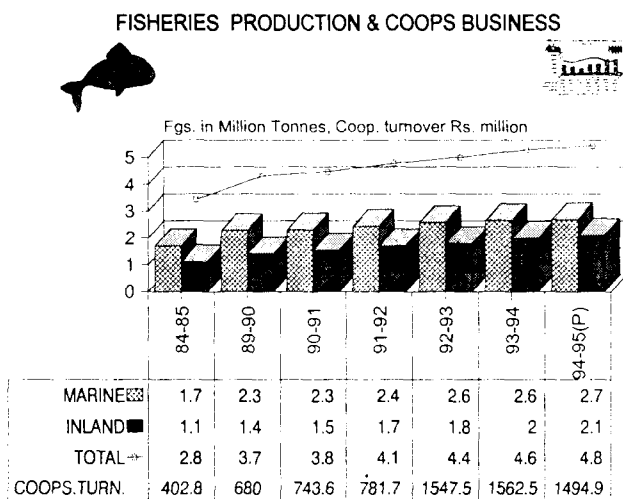 FISHERIES PRODUCTION & COOPS BUSINESS
Fgs. in Million Tonnes, Coop. turnover Rs. million
5
4
3
2
1
0
84-85 89-90 90-91 91-92 92-93 93-94 94-95(P)
MARINE 1.7 2.3 2.3 2.4 2.6 2.6 2.7
INLAND 1.1 1.4 1.5 1.7 1.8 2 2.1
TOTAL 2.8 3.7 3.8 4.1 4.4 4.6 4.8
COOPS.TURN. 402.8 680 743.6 781.7 1547.5 1562.5 1494.9